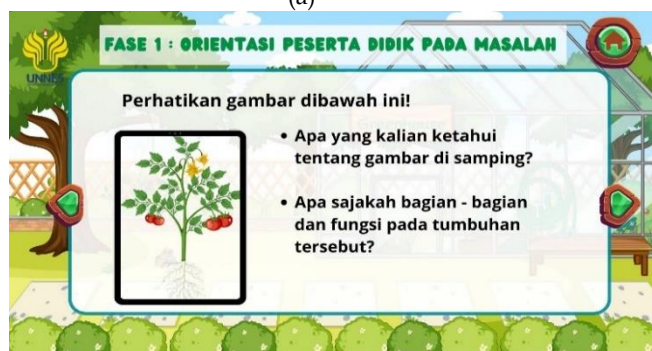 (a)
FASE 1 : ORIENTASI PESERTA DIDIK PADA MASALAH
UNNES
Perhatikan gambar dibawah ini!
• Apa yang kalian ketahui
tentang gambar di samping?
• Apa sajakah bagian - bagian
dan fungsi pada tumbuhan
tersebut?